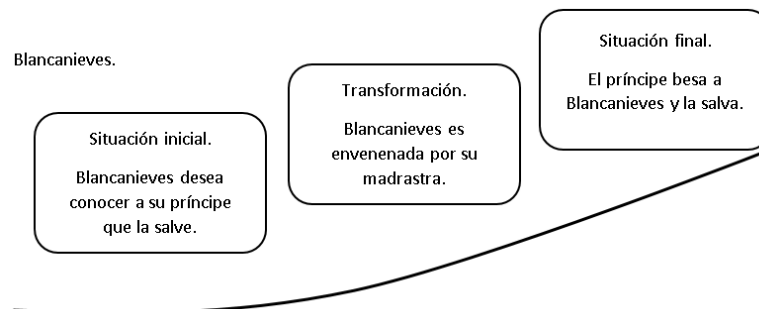 Blancanieves.
Situación inicial.
Blancanieves desea
conocer a su príncipe
que la salve.
Transformación.
Blancanieves es
envenenada por su
madrastra.
Situación final.
El príncipe besa a
Blancanieves y la salva.